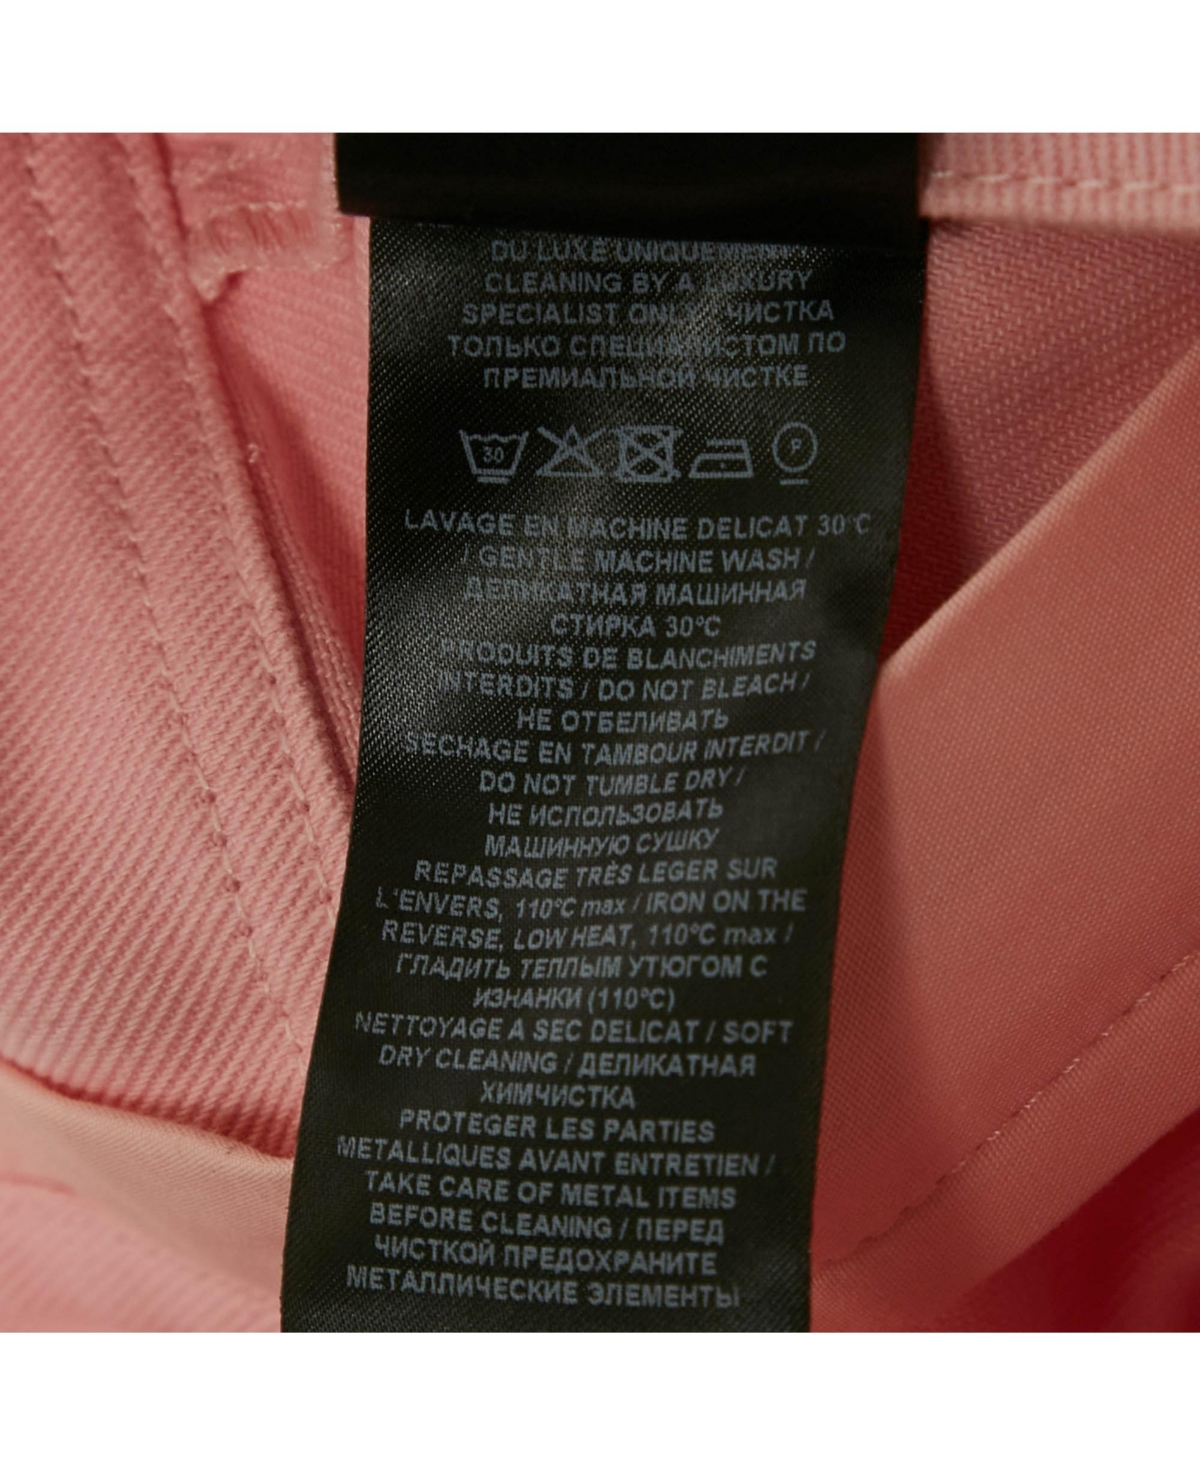 DU LUXE UNIQUEMENT
CLEANING BY A LUXURY
SPECIALIST ONLY / ЧИСТКА
ТОЛЬКО СПЕЦИАЛИСТОМ ПО
ПРЕМИАЛЬНОЙ ЧИСТКЕ
30 P
LAVAGE EN MACHINE DELICAT 30°C
/ GENTLE MACHINE WASH /
ДЕЛИКАТНАЯ МАШИННАЯ
СТИРКА 30°C
PRODUITS DE BLANCHIMENTS
INTERDITS / DO NOT BLEACH /
НЕ ОТБЕЛИВАТЬ
SECHAGE EN TAMBOUR INTERDIT /
DO NOT TUMBLE DRY /
НЕ ИСПОЛЬЗОВАТЬ
МАШИННУЮ СУШКУ
REPASSAGE TRÈS LEGER SUR
L'ENVERS, 110°C max / IRON ON THE
REVERSE, LOW HEAT, 110°C max /
ГЛАДИТЬ ТЕПЛЫМ УТЮГОМ С
ИЗНАНКИ (110°C)
NETTOYAGE A SEC DELICAT / SOFT
DRY CLEANING / ДЕЛИКАТНАЯ
ХИМЧИСТКА
PROTEGER LES PARTIES
METALLIQUES AVANT ENTRETIEN /
TAKE CARE OF METAL ITEMS
BEFORE CLEANING / ПЕРЕД
ЧИСТКОЙ ПРЕДОХРАНИТЕ
МЕТАЛЛИЧЕСКИЕ ЭЛЕМЕНТЫ